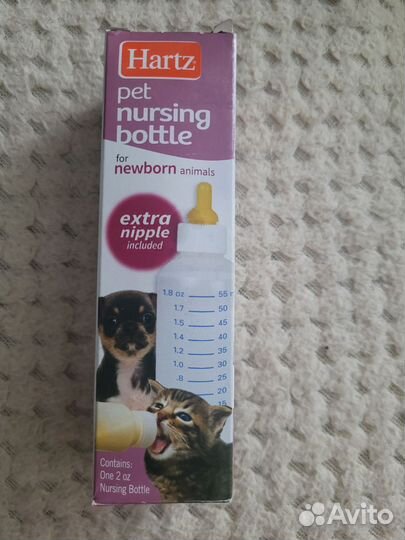 Hartz
pet
nursing
bottle
for
newborn animals
extra
nipple
included
1.8 oz 55
1.7 50
1.5 45
1.4 40
1.2 35
1.0 30
.8 25
20
15
Contains:
One 2 oz
Nursing Bottle
Avito